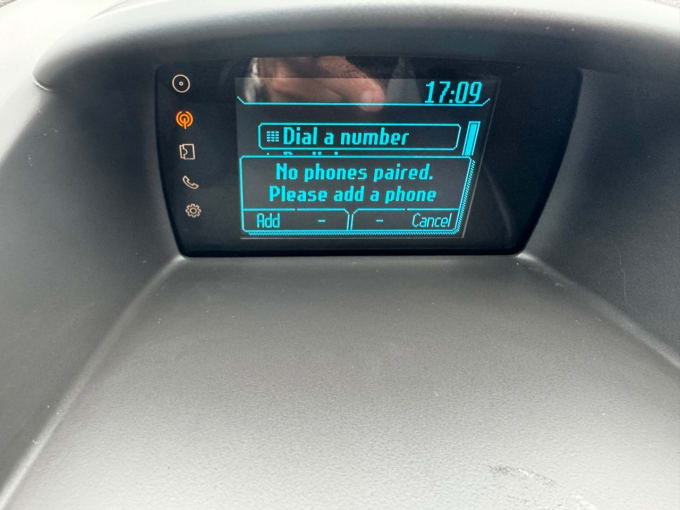 17:09
Dial a number
No phones paired.
Please add a phone
Add - - Cancel